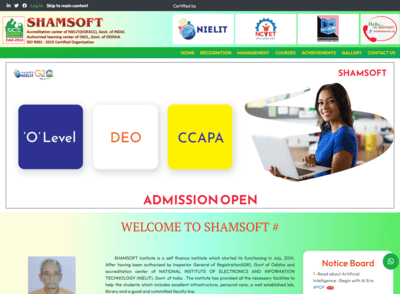 Log in Skip to main content
Certified by
SHAMSOFT
Accreditation center of NIELIT(DOEACC), Govt. of INDIA
Authorized learning center of OKCL, Govt. of ODISHA
ISO 9001 : 2015 Certified Organization
NIELIT
HOME RECOGNITION MANAGEMENT COURSES ACHIEVEMENTS GALLERY CONTACT US
NIELIT G20
SHAMSOFT
'O' Level
DEO
CCAPA
ADMISSION OPEN
WELCOME TO SHAMSOFT #
SHAMSOFT institute is a self finance institute which started its functioning in July, 2014.
After having been authorised by Inspector General of Registration(IGR), Govt of Odisha and
accreditation center of NATIONAL INSTITUTE OF ELECTRONICS AND INFORMATION
TECHNOLOGY (NIELIT), Govt. of India . The institute has provided all the necessary facilities to
help the students which includes excellent infrastructure, personal care, a well established lab,
library and a good and committed faculty line.
Notice Board
1 -Read about Artificial
Intelligence : Begin with AI Era